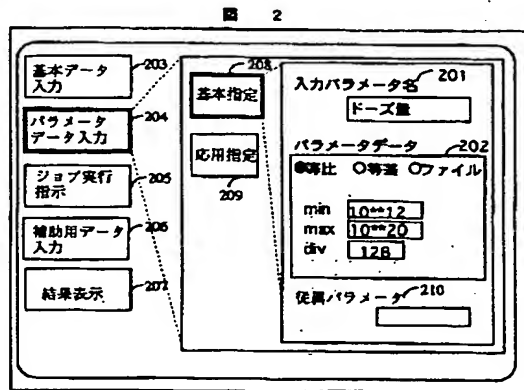 図 2
基本データ
入力
203
パラメータ
データ入力
204
ジョブ実行
指示
205
補助用データ
入力
206
結果表示
207
208
基本指定
応用指定
209
入力パラメータ名 201
ドーズ量
パラメータデータ 202
等比 等差 ファイル
min 10**12
max 10**20
div 128
従属パラメータ 210